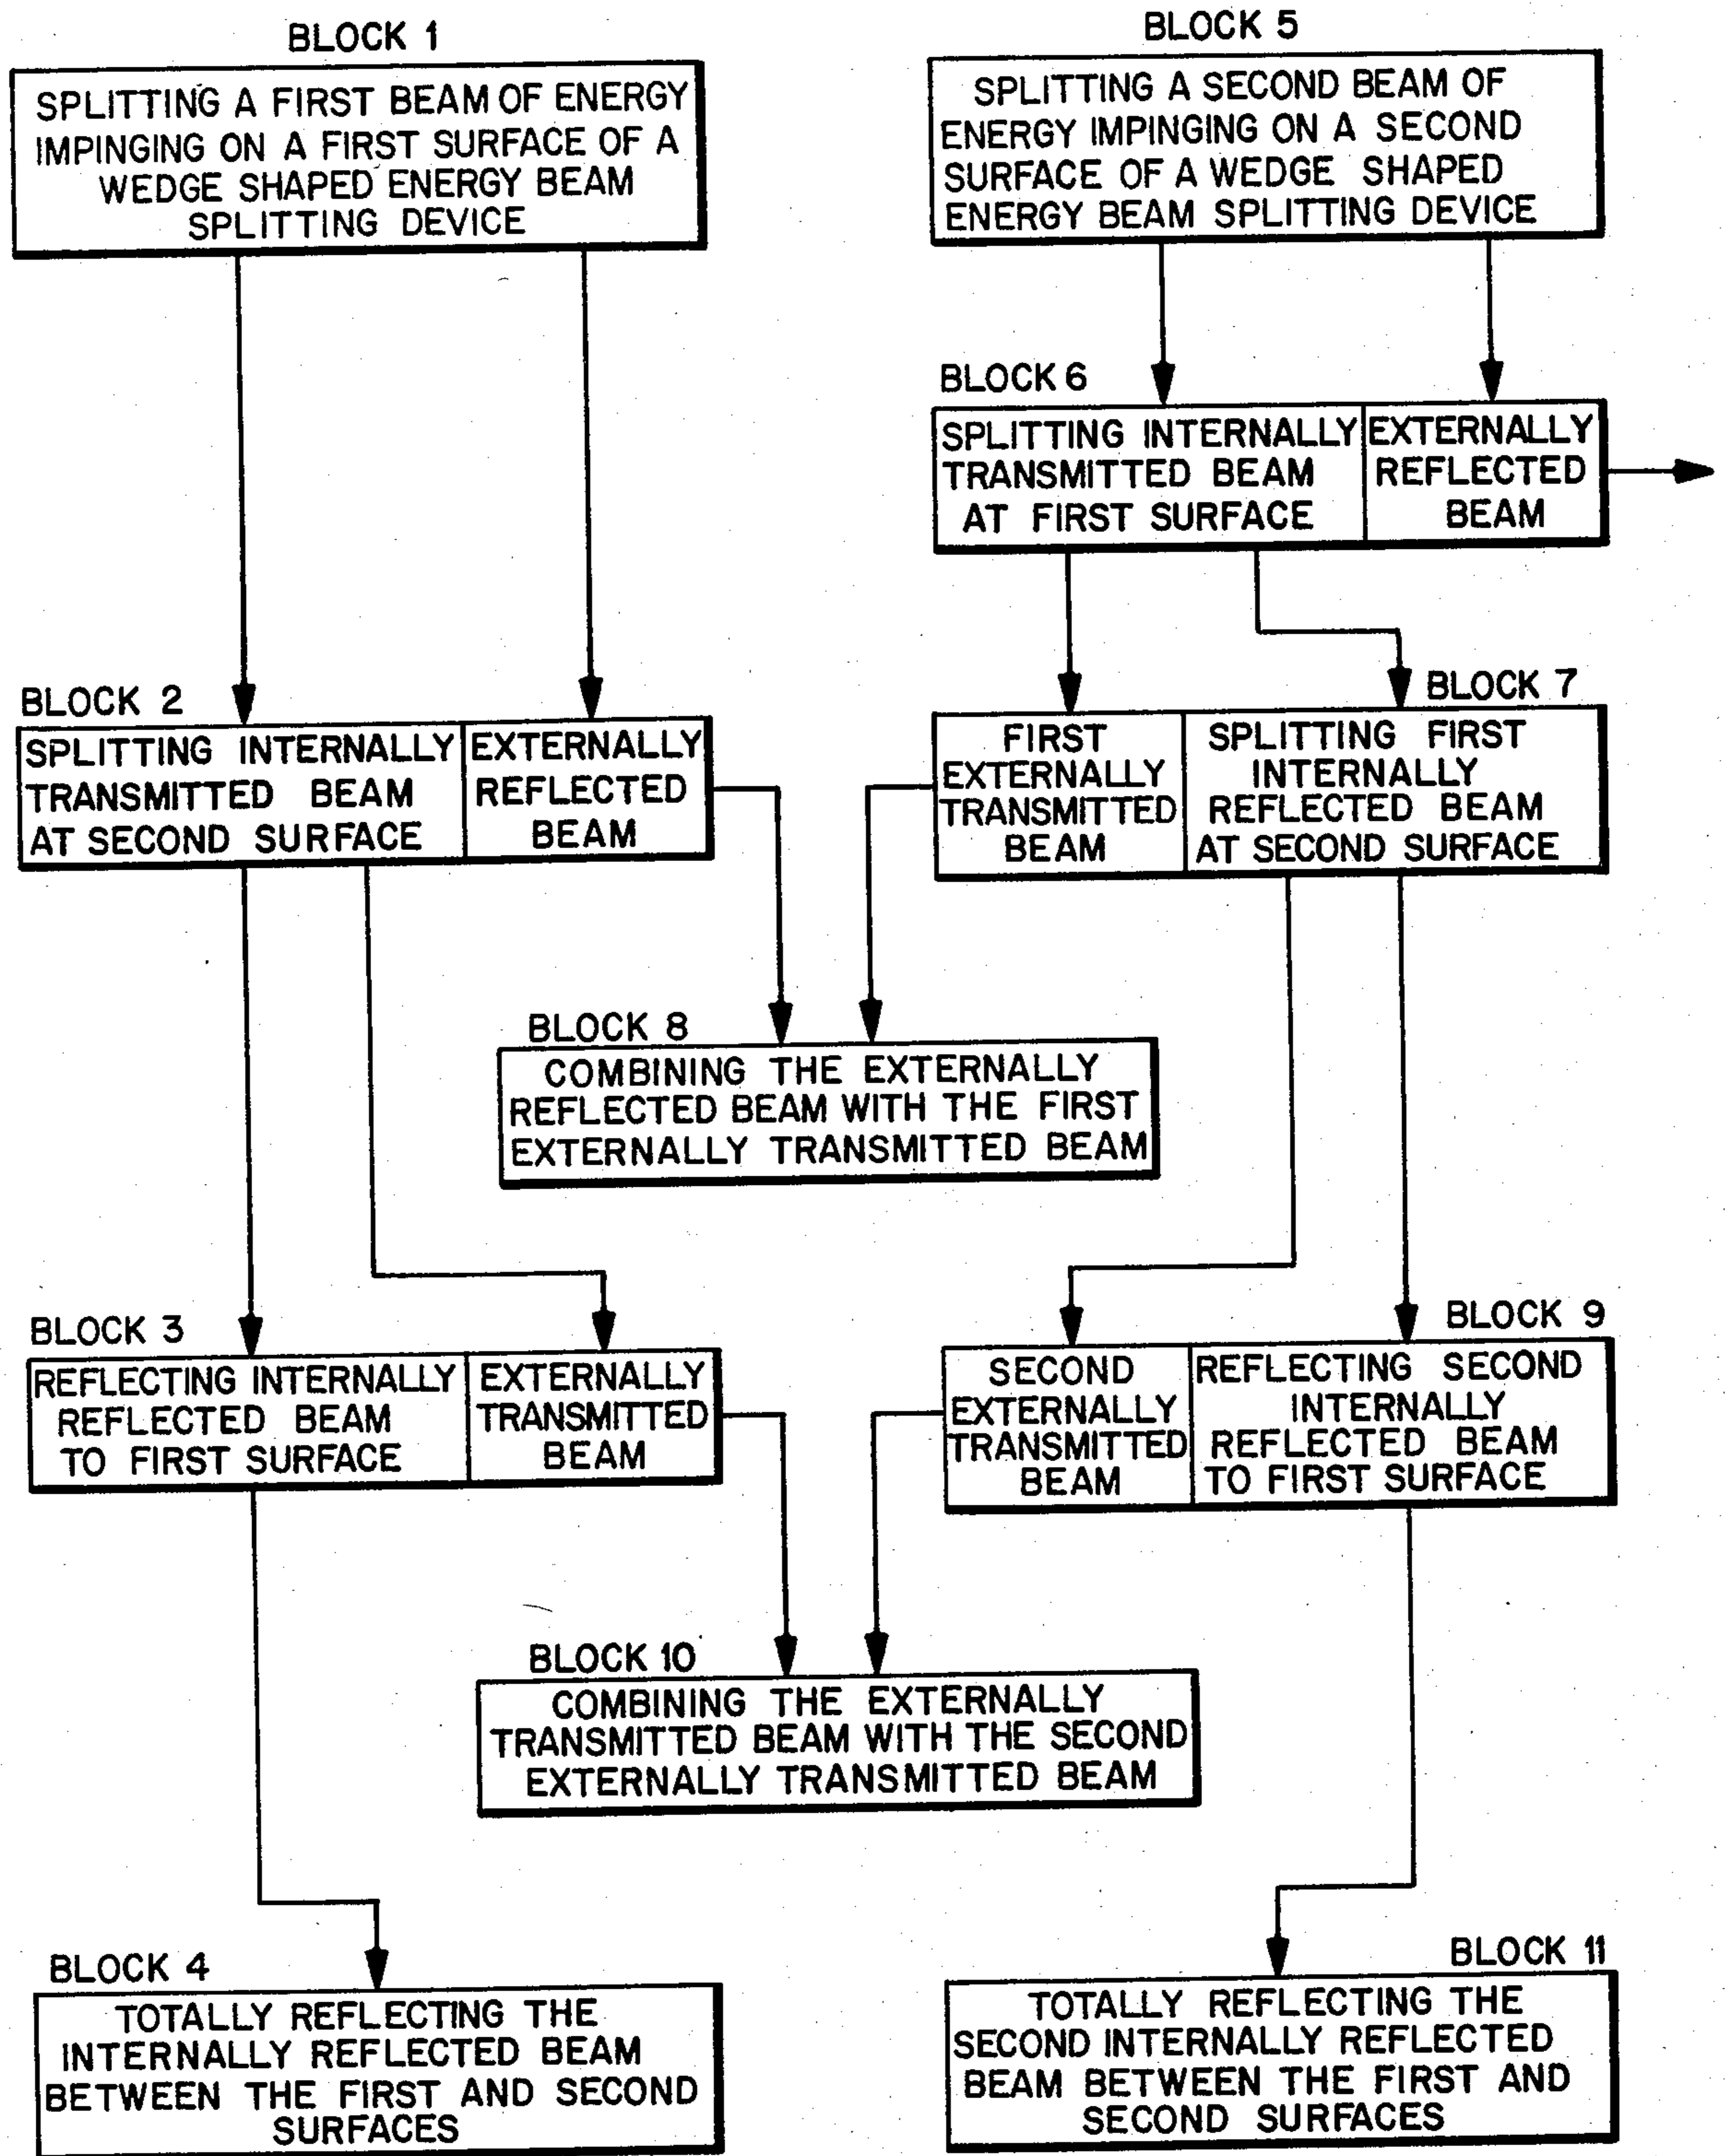 BLOCK 1
SPLITTING A FIRST BEAM OF ENERGY
IMPINGING ON A FIRST SURFACE OF A
WEDGE SHAPED ENERGY BEAM
SPLITTING DEVICE
BLOCK 5
SPLITTING A SECOND BEAM OF
ENERGY IMPINGING ON A SECOND
SURFACE OF A WEDGE SHAPED
ENERGY BEAM SPLITTING DEVICE
BLOCK 6
SPLITTING INTERNALLY
TRANSMITTED BEAM
AT FIRST SURFACE
EXTERNALLY
REFLECTED
BEAM
BLOCK 2
SPLITTING INTERNALLY
TRANSMITTED BEAM
AT SECOND SURFACE
EXTERNALLY
REFLECTED
BEAM
BLOCK 7
FIRST
EXTERNALLY
TRANSMITTED
BEAM
SPLITTING FIRST
INTERNALLY
REFLECTED BEAM
AT SECOND SURFACE
BLOCK 8
COMBINING THE EXTERNALLY
REFLECTED BEAM WITH THE FIRST
EXTERNALLY TRANSMITTED BEAM
BLOCK 3
REFLECTING INTERNALLY
REFLECTED BEAM
TO FIRST SURFACE
EXTERNALLY
TRANSMITTED
BEAM
BLOCK 9
SECOND
EXTERNALLY
TRANSMITTED
BEAM
REFLECTING SECOND
INTERNALLY
REFLECTED BEAM
TO FIRST SURFACE
BLOCK 10
COMBINING THE EXTERNALLY
TRANSMITTED BEAM WITH THE SECOND
EXTERNALLY TRANSMITTED BEAM
BLOCK 4
TOTALLY REFLECTING THE
INTERNALLY REFLECTED BEAM
BETWEEN THE FIRST AND SECOND
SURFACES
BLOCK 11
TOTALLY REFLECTING THE
SECOND INTERNALLY REFLECTED
BEAM BETWEEN THE FIRST AND
SECOND SURFACES